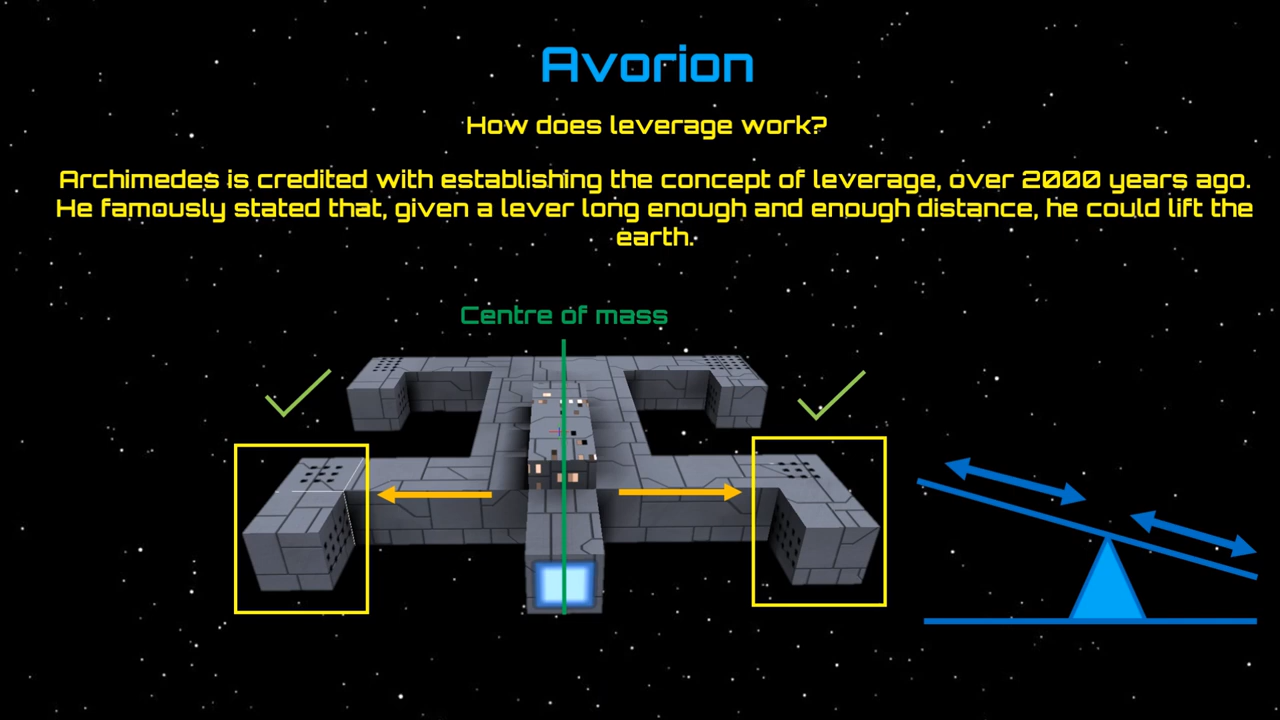 Avorion
How does leverage work?
Archimedes is credited with establishing the concept of leverage, over 2000 years ago.
He famously stated that, given a lever long enough and enough distance, he could lift the
earth.
Centre of mass